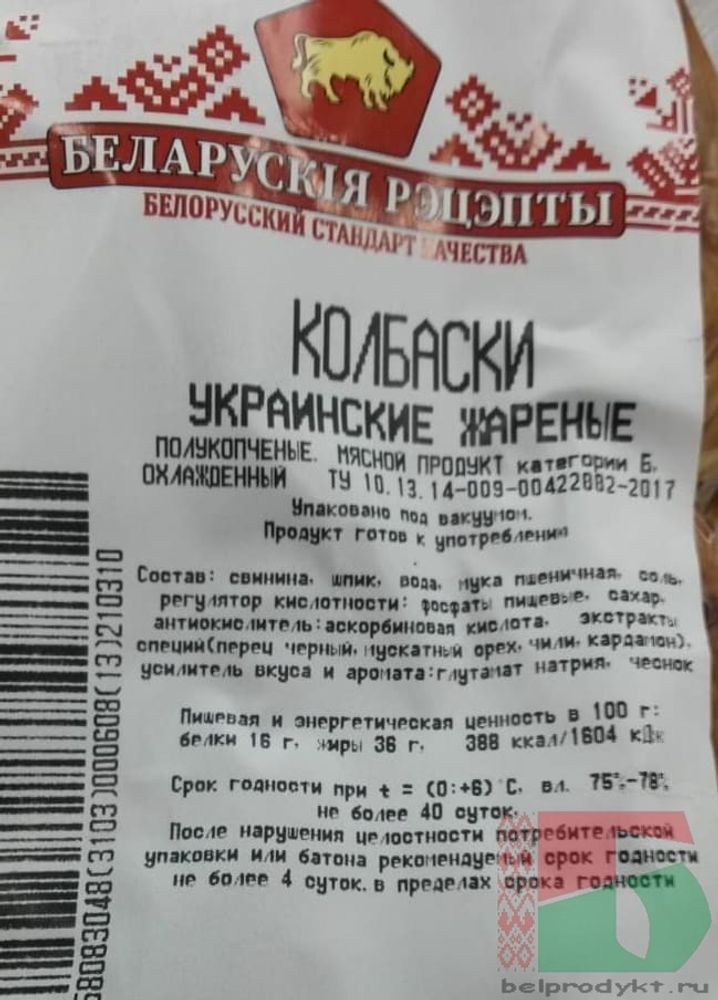 БЕЛАРУСКІЯ РЭЦЭПТЫ
БЕЛОРУССКИЙ СТАНДАРТ КАЧЕСТВА
КОЛБАСКИ
УКРАИНСКИЕ ЖАРЕНЫЕ
ПОЛУКОПЧЕНЫЕ. МЯСНОЙ ПРОДУКТ категории Б,
ОХЛАЖДЕННЫЙ ТУ 10.13.14-009-00422882-2017
Упаковано под вакуумом.
Продукт готов к употреблению
Состав: свинина, шпик, вода, мука пшеничная, соль,
регулятор кислотности: фосфаты пищевые, сахар,
антиокислитель:аскорбиновая кислота, экстракты
специй(перец черный, мускатный орех, чили, кардамон),
усилитель вкуса и аромата:глутамат натрия, чеснок
Пищевая и энергетическая ценность в 100 г:
белки 16 г, жиры 36 г, 388 ккал/1604 кДж
Срок годности при t = (0:+6)°C, вл. 75%-78%
не более 40 суток.
После нарушения целостности потребительской
упаковки или батона рекомендуемый срок годности
не более 4 суток, в пределах срока годности
68083048(3103)000608(13)210310
Б
belprodykt.ru